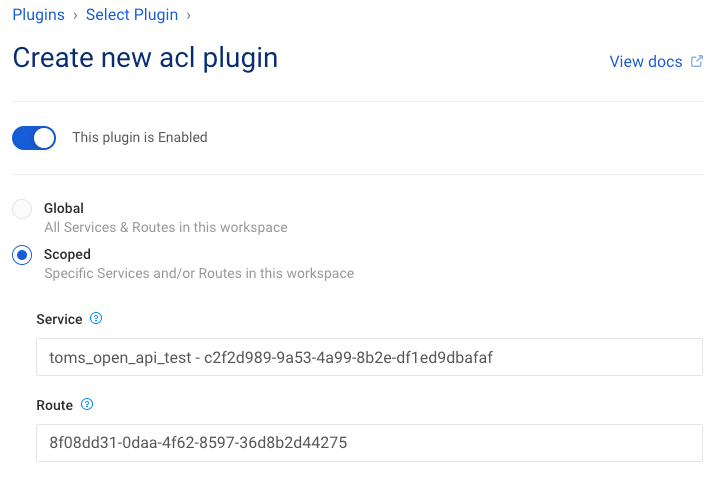 Plugins › Select Plugin ›
Create new acl plugin
View docs
This plugin is Enabled
Global
All Services & Routes in this workspace
Scoped
Specific Services and/or Routes in this workspace
Service ?
toms_open_api_test - c2f2d989-9a53-4a99-8b2e-df1ed9dbafaf
Route ?
8f08dd31-0daa-4f62-8597-36d8b2d44275